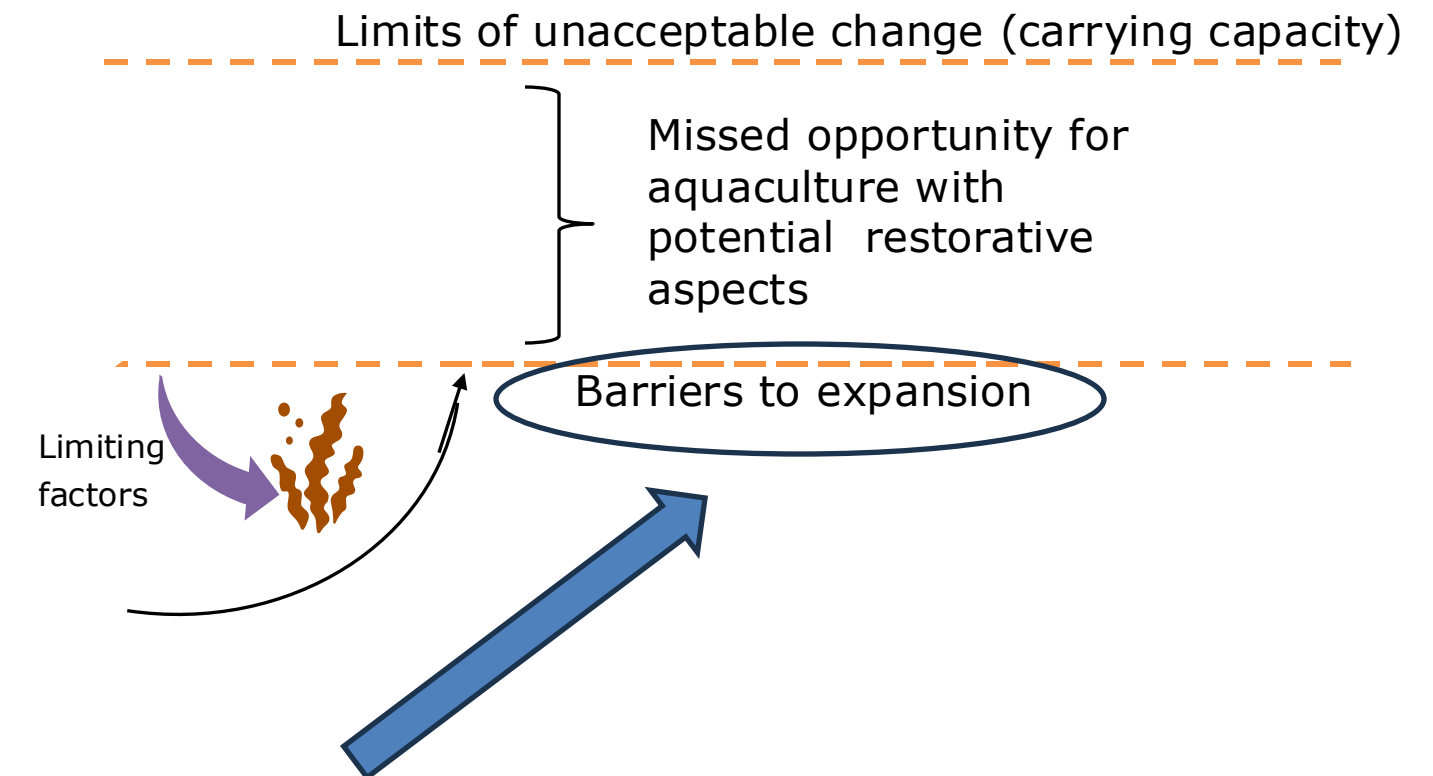 Limits of unacceptable change (carrying capacity)
Missed opportunity for
aquaculture with
potential  restorative
aspects
Barriers to expansion
Limiting
factors